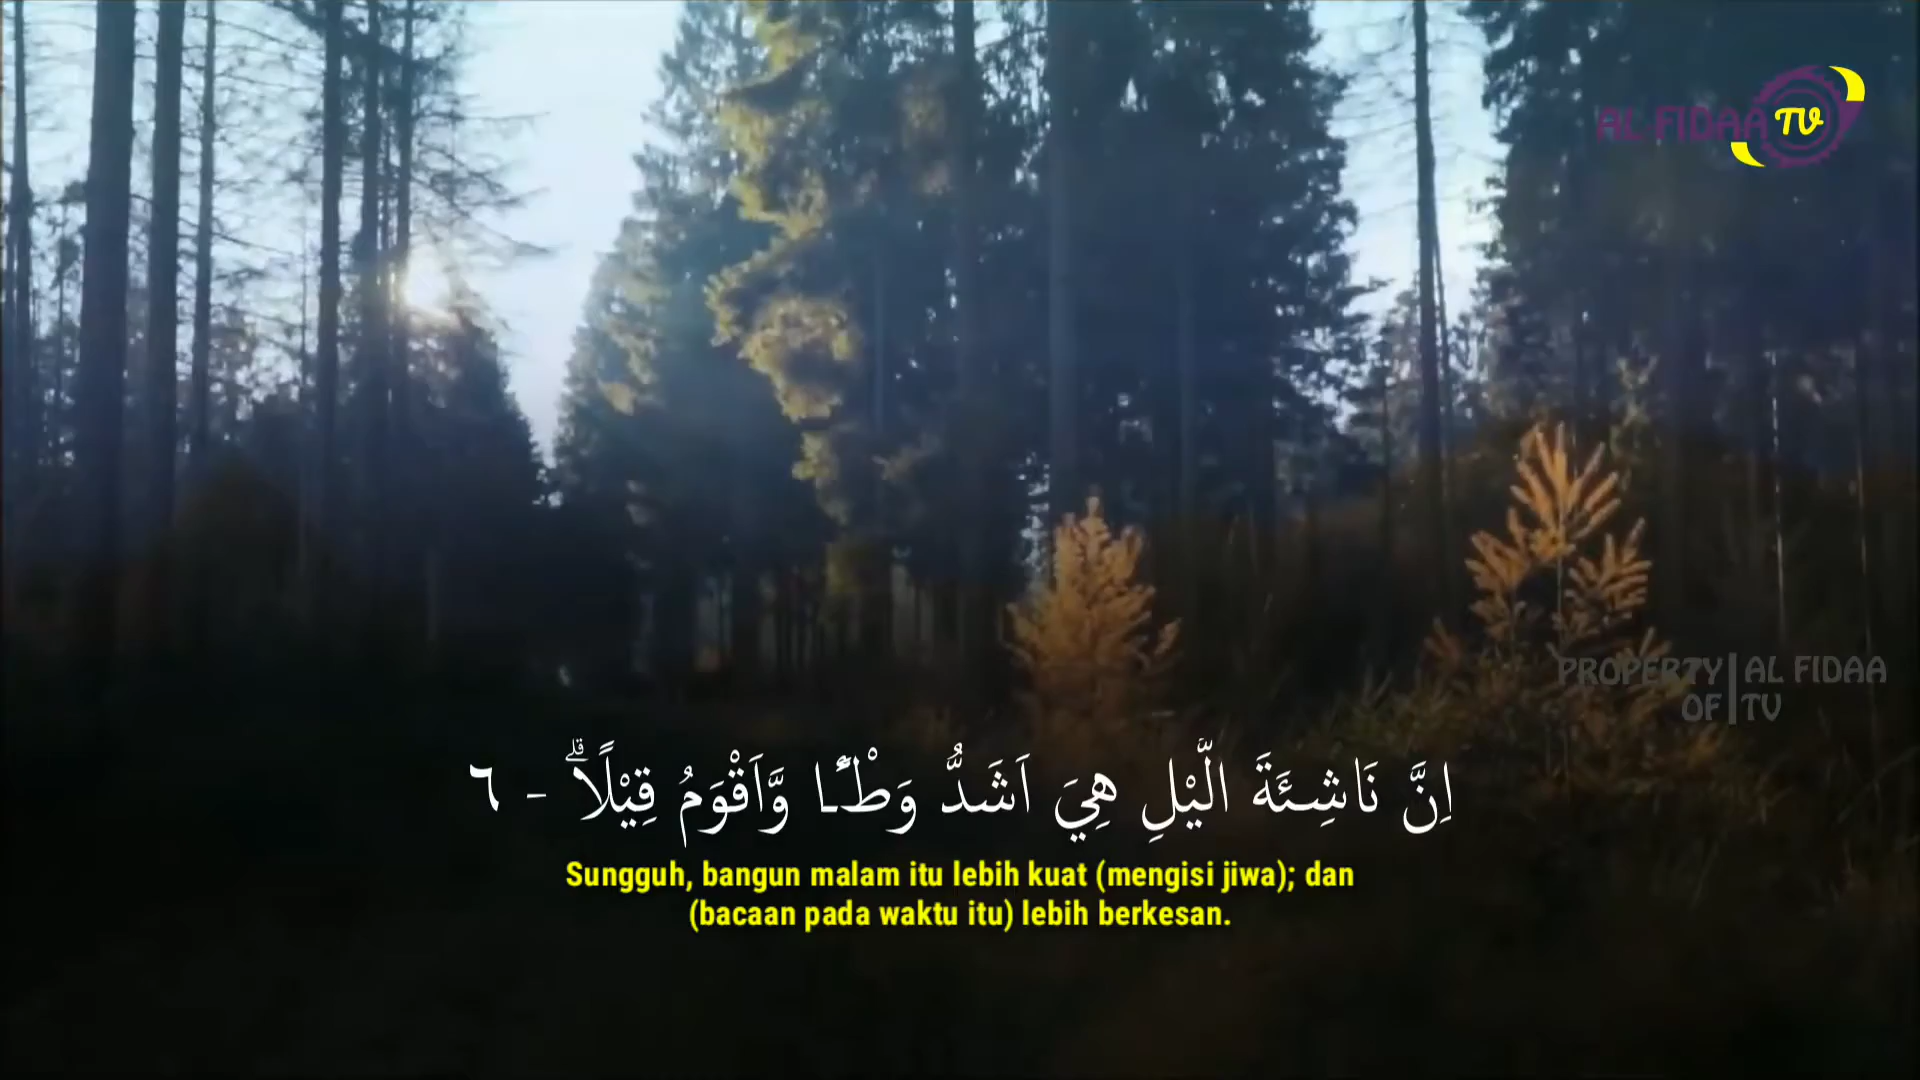 AL FIDAA TV
PROPERTY OF | AL FIDAA TV
اِنَّ نَاشِئَةَ الَّيْلِ هِيَ اَشَدُّ وَطْـًٔا وَّاَقْوَمُ قِيْلًاۗ - ٦
Sungguh, bangun malam itu lebih kuat (mengisi jiwa); dan
(bacaan pada waktu itu) lebih berkesan.